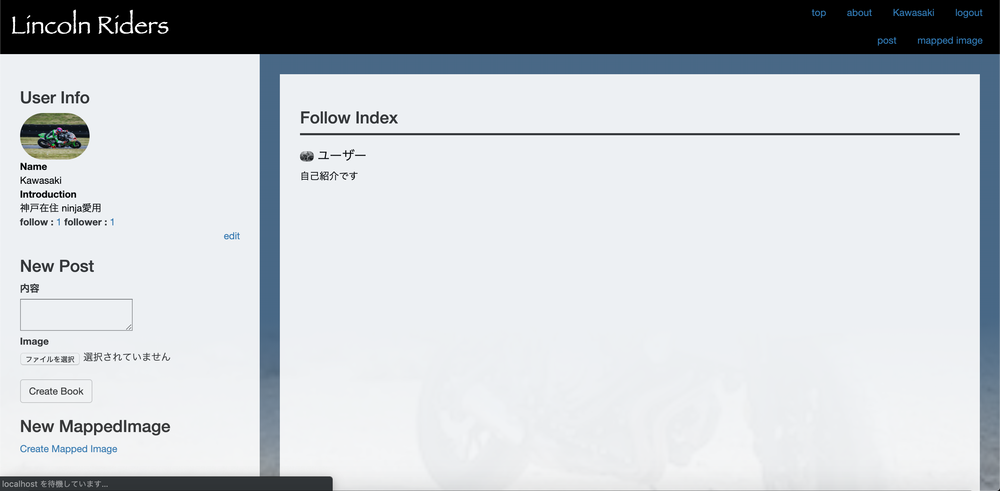 Lincoln Riders
top about Kawasaki logout
post mapped image
User Info
Name
Kawasaki
Introduction
神戸在住 ninja愛用
follow : 1 follower : 1
edit
New Post
内容
Image
ファイルを選択 選択されていません
Create Book
New MappedImage
Create Mapped Image
Follow Index
ユーザー
自己紹介です
localhost を待機しています...